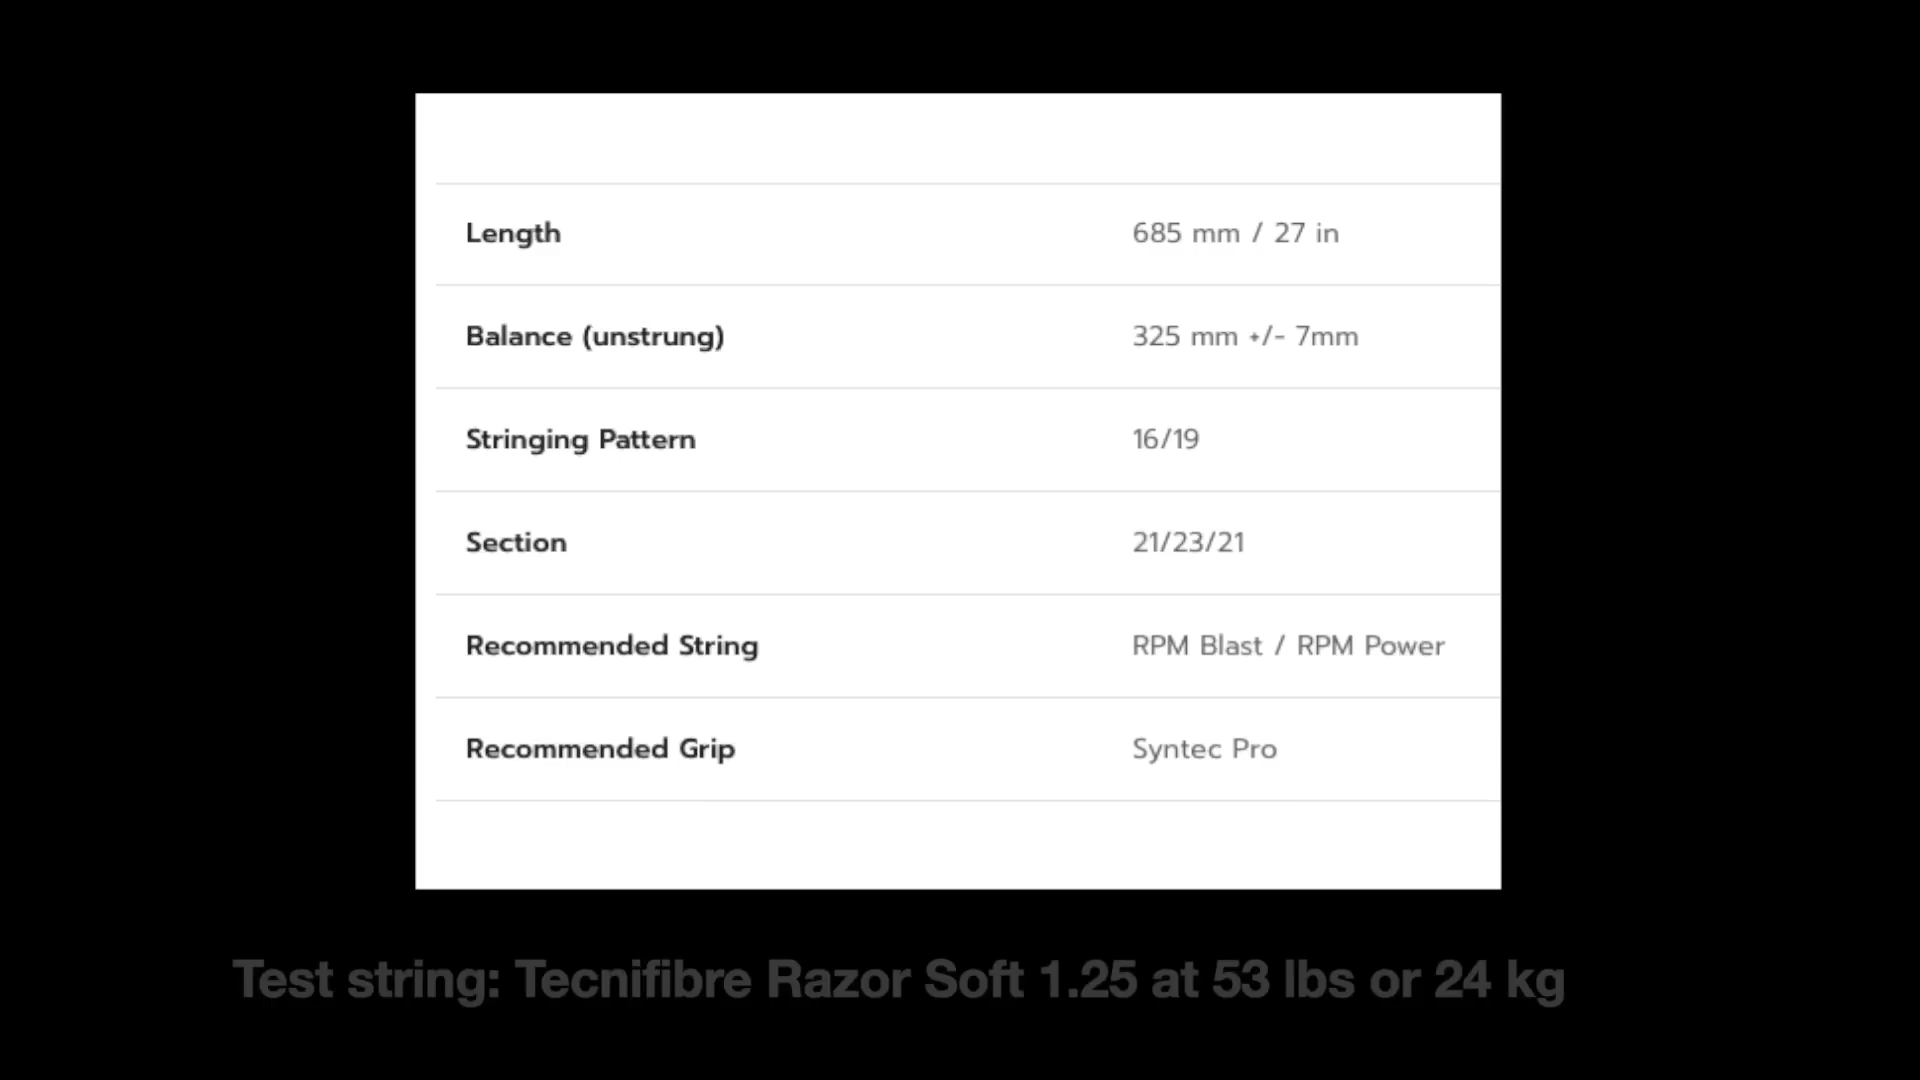 Length 685 mm / 27 in
Balance (unstrung) 325 mm +/- 7mm
Stringing Pattern 16/19
Section 21/23/21
Recommended String RPM Blast / RPM Power
Recommended Grip Syntec Pro
Test string: Tecnifibre Razor Soft 1.25 at 53 lbs or 24 kg